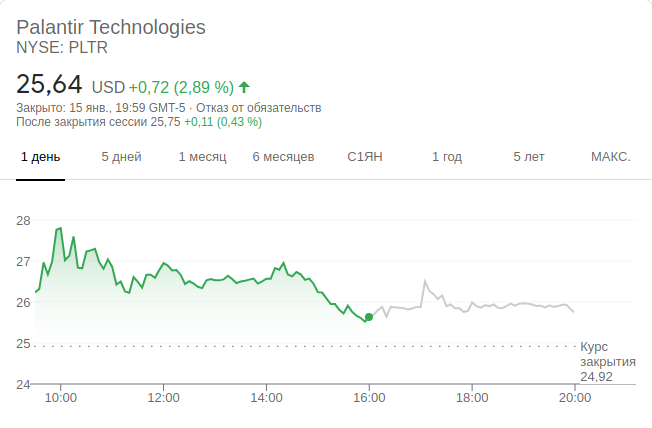 Palantir Technologies
NYSE: PLTR
25,64 USD +0,72 (2,89 %)
Закрыто: 15 янв., 19:59 GMT-5 · Отказ от обязательств
После закрытия сессии 25,75 +0,11 (0,43 %)
1 день 5 дней 1 месяц 6 месяцев С1ЯН 1 год 5 лет МАКС.
28
27
26
25
Курс
закрытия
24,92
24
10:00 12:00 14:00 16:00 18:00 20:00